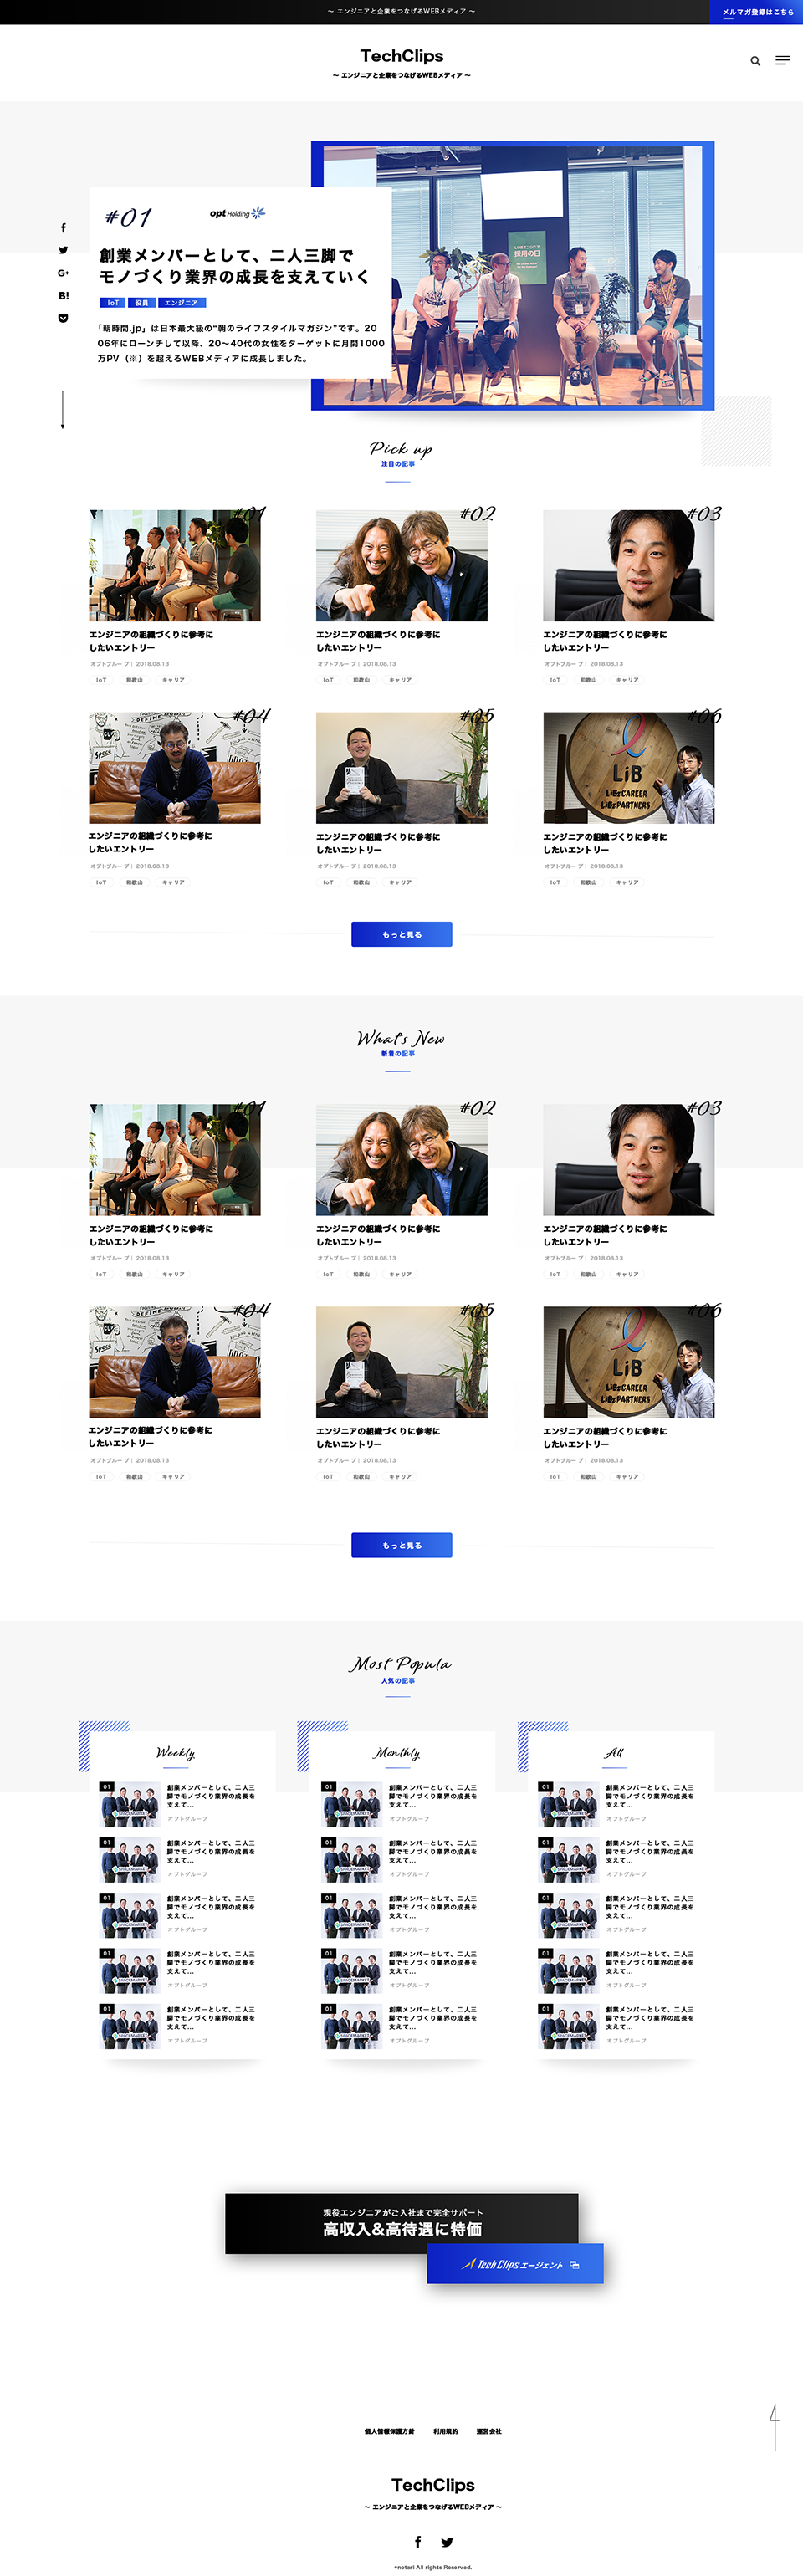 ～ エンジニアと企業をつなげるWEBメディア ～
メルマガ登録はこちら
TechClips
～ エンジニアと企業をつなげるWEBメディア ～
#01
opt Holding
創業メンバーとして、二人三脚で
モノづくり業界の成長を支えていく
IoT 役員 エンジニア
「朝時間.jp」は日本最大級の“朝のライフスタイルマガジン”です。20
06年にローンチして以降、20〜40代の女性をターゲットに月間1000
万PV（※）を超えるWEBメディアに成長しました。
LINEエンジニア
採用の日
Pick up
注目の記事
#01
エンジニアの組織づくりに参考に
したいエントリー
オプトグループ | 2018.08.13
IoT 和歌山 キャリア
#02
エンジニアの組織づくりに参考に
したいエントリー
オプトグループ | 2018.08.13
IoT 和歌山 キャリア
#03
エンジニアの組織づくりに参考に
したいエントリー
オプトグループ | 2018.08.13
IoT 和歌山 キャリア
#04
エンジニアの組織づくりに参考に
したいエントリー
オプトグループ | 2018.08.13
IoT 和歌山 キャリア
#05
エンジニアの組織づくりに参考に
したいエントリー
オプトグループ | 2018.08.13
IoT 和歌山 キャリア
#06
LiB
LiBzCAREER
LiBzPARTNERS
エンジニアの組織づくりに参考に
したいエントリー
オプトグループ | 2018.08.13
IoT 和歌山 キャリア
もっと見る
What's New
新着の記事
#01
エンジニアの組織づくりに参考に
したいエントリー
オプトグループ | 2018.08.13
IoT 和歌山 キャリア
#02
エンジニアの組織づくりに参考に
したいエントリー
オプトグループ | 2018.08.13
IoT 和歌山 キャリア
#03
エンジニアの組織づくりに参考に
したいエントリー
オプトグループ | 2018.08.13
IoT 和歌山 キャリア
#04
エンジニアの組織づくりに参考に
したいエントリー
オプトグループ | 2018.08.13
IoT 和歌山 キャリア
#05
エンジニアの組織づくりに参考に
したいエントリー
オプトグループ | 2018.08.13
IoT 和歌山 キャリア
#06
LiB
LiBzCAREER
LiBzPARTNERS
エンジニアの組織づくりに参考に
したいエントリー
オプトグループ | 2018.08.13
IoT 和歌山 キャリア
もっと見る
Most Popula
人気の記事
Weekly
01
SPACEMARKET
創業メンバーとして、二人三
脚でモノづくり業界の成長を
支えて...
オプトグループ
01
SPACEMARKET
創業メンバーとして、二人三
脚でモノづくり業界の成長を
支えて...
オプトグループ
01
SPACEMARKET
創業メンバーとして、二人三
脚でモノづくり業界の成長を
支えて...
オプトグループ
01
SPACEMARKET
創業メンバーとして、二人三
脚でモノづくり業界の成長を
支えて...
オプトグループ
01
SPACEMARKET
創業メンバーとして、二人三
脚でモノづくり業界の成長を
支えて...
オプトグループ
Monthly
01
SPACEMARKET
創業メンバーとして、二人三
脚でモノづくり業界の成長を
支えて...
オプトグループ
01
SPACEMARKET
創業メンバーとして、二人三
脚でモノづくり業界の成長を
支えて...
オプトグループ
01
SPACEMARKET
創業メンバーとして、二人三
脚でモノづくり業界の成長を
支えて...
オプトグループ
01
SPACEMARKET
創業メンバーとして、二人三
脚でモノづくり業界の成長を
支えて...
オプトグループ
01
SPACEMARKET
創業メンバーとして、二人三
脚でモノづくり業界の成長を
支えて...
オプトグループ
All
01
SPACEMARKET
創業メンバーとして、二人三
脚でモノづくり業界の成長を
支えて...
オプトグループ
01
SPACEMARKET
創業メンバーとして、二人三
脚でモノづくり業界の成長を
支えて...
オプトグループ
01
SPACEMARKET
創業メンバーとして、二人三
脚でモノづくり業界の成長を
支えて...
オプトグループ
01
SPACEMARKET
創業メンバーとして、二人三
脚でモノづくり業界の成長を
支えて...
オプトグループ
01
SPACEMARKET
創業メンバーとして、二人三
脚でモノづくり業界の成長を
支えて...
オプトグループ
現役エンジニアがご入社まで完全サポート
高収入&高待遇に特価
Tech Clips エージェント
個人情報保護方針 利用規約 運営会社
TechClips
～ エンジニアと企業をつなげるWEBメディア ～
©notari All rights Reserved.